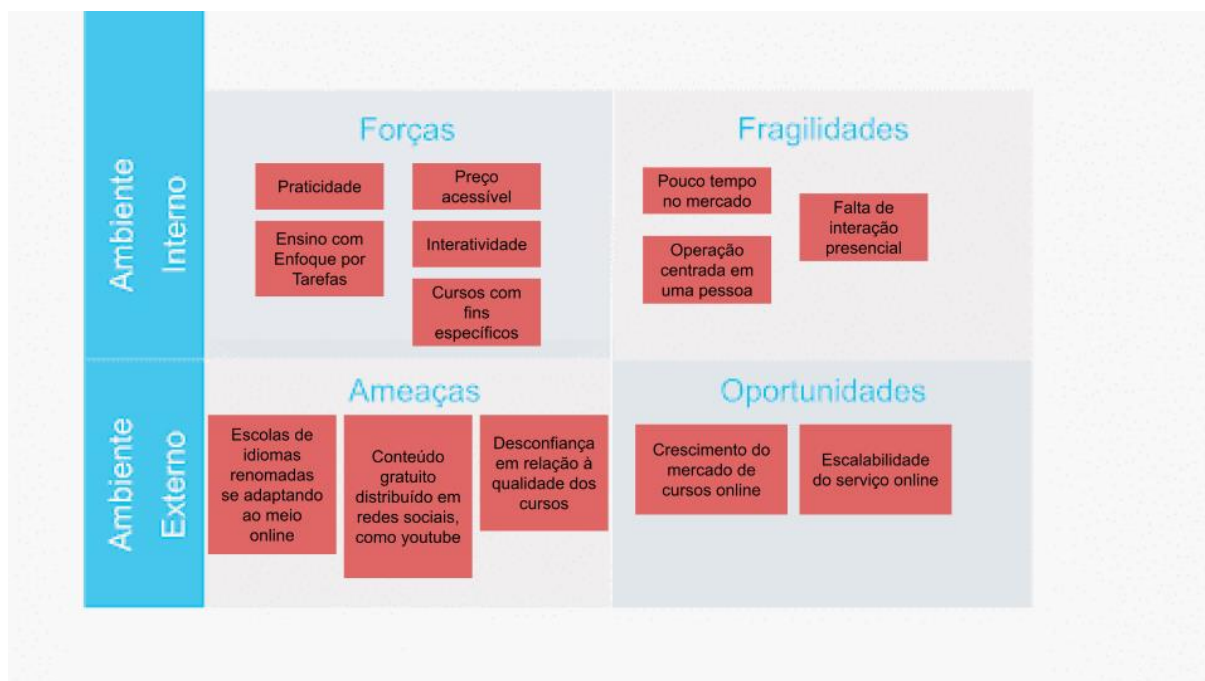 Ambiente
Interno
Forças
Praticidade
Preço
acessível
Ensino com
Enfoque por
Tarefas
Interatividade
Cursos com
fins
específicos
Fragilidades
Pouco tempo
no mercado
Falta de
interação
presencial
Operação
centrada em
uma pessoa
Ambiente
Externo
Ameaças
Escolas de
idiomas
renomadas
se adaptando
ao meio
online
Conteúdo
gratuito
distribuído em
redes sociais,
como youtube
Desconfiança
em relação à
qualidade dos
cursos
Oportunidades
Crescimento do
mercado de
cursos online
Escalabilidade
do serviço online